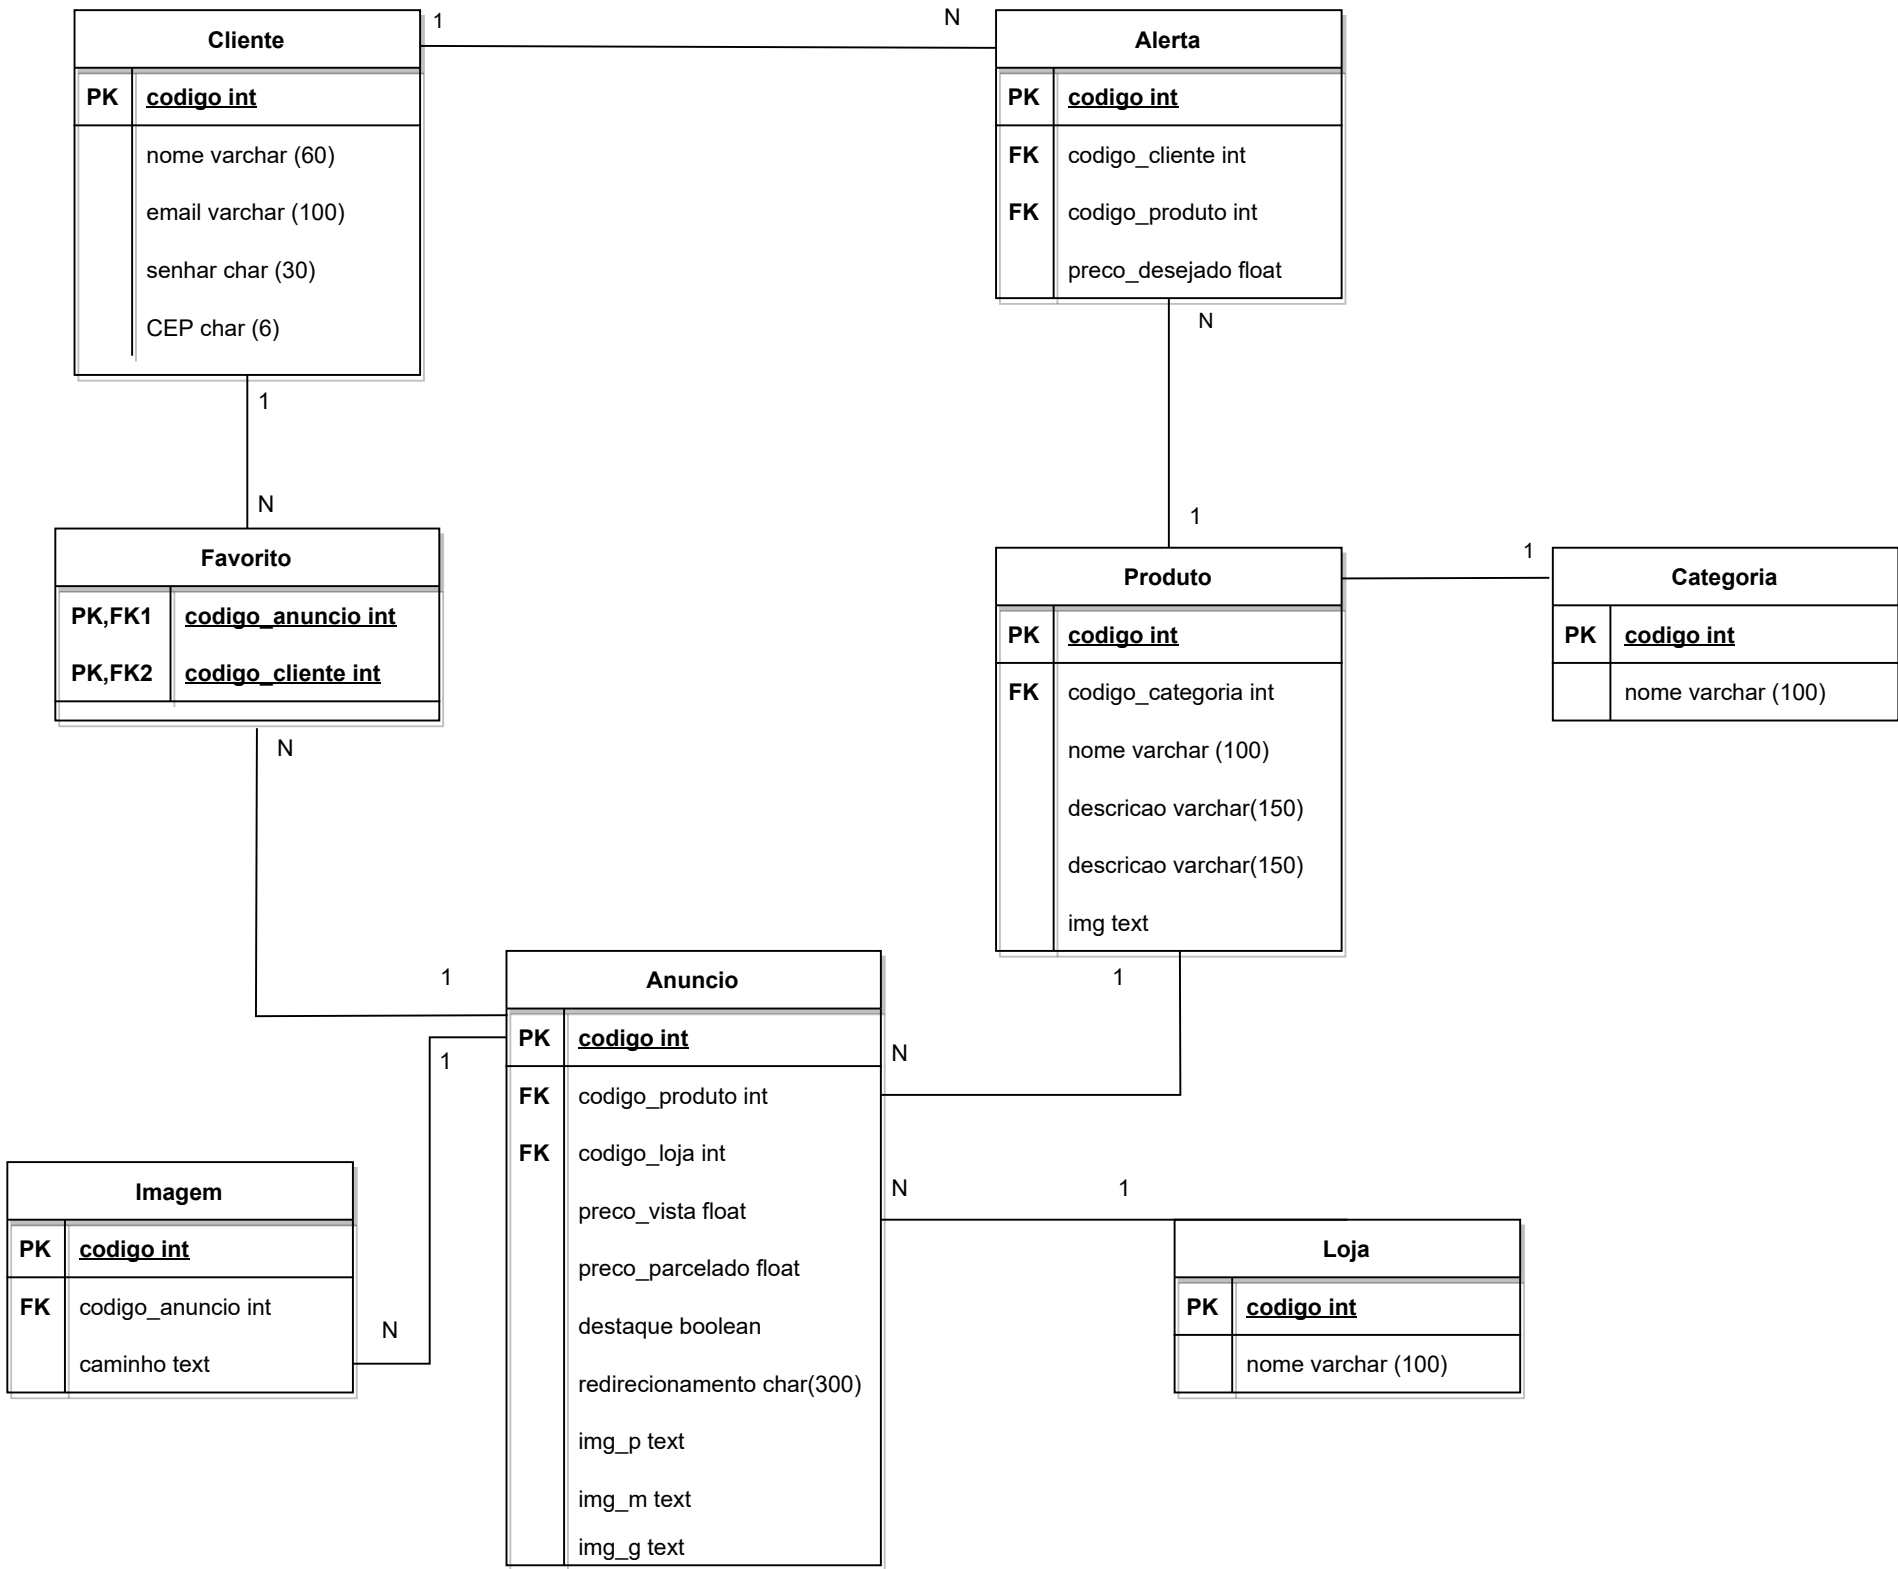 1
N
Cliente
PK codigo int
nome varchar (60)
email varchar (100)
senhar char (30)
CEP char (6)
Alerta
PK codigo int
FK codigo_cliente int
FK codigo_produto int
preco_desejado float
1
N
N
1
Favorito
PK,FK1 codigo_anuncio int
PK,FK2 codigo_cliente int
Produto
PK codigo int
FK codigo_categoria int
nome varchar (100)
descricao varchar(150)
descricao varchar(150)
img text
1
Categoria
PK codigo int
nome varchar (100)
N
1
1
1
N
Anuncio
PK codigo int
FK codigo_produto int
FK codigo_loja int
preco_vista float
preco_parcelado float
destaque boolean
redirecionamento char(300)
img_p text
img_m text
img_g text
Imagem
PK codigo int
FK codigo_anuncio int
caminho text
N
N
1
Loja
PK codigo int
nome varchar (100)